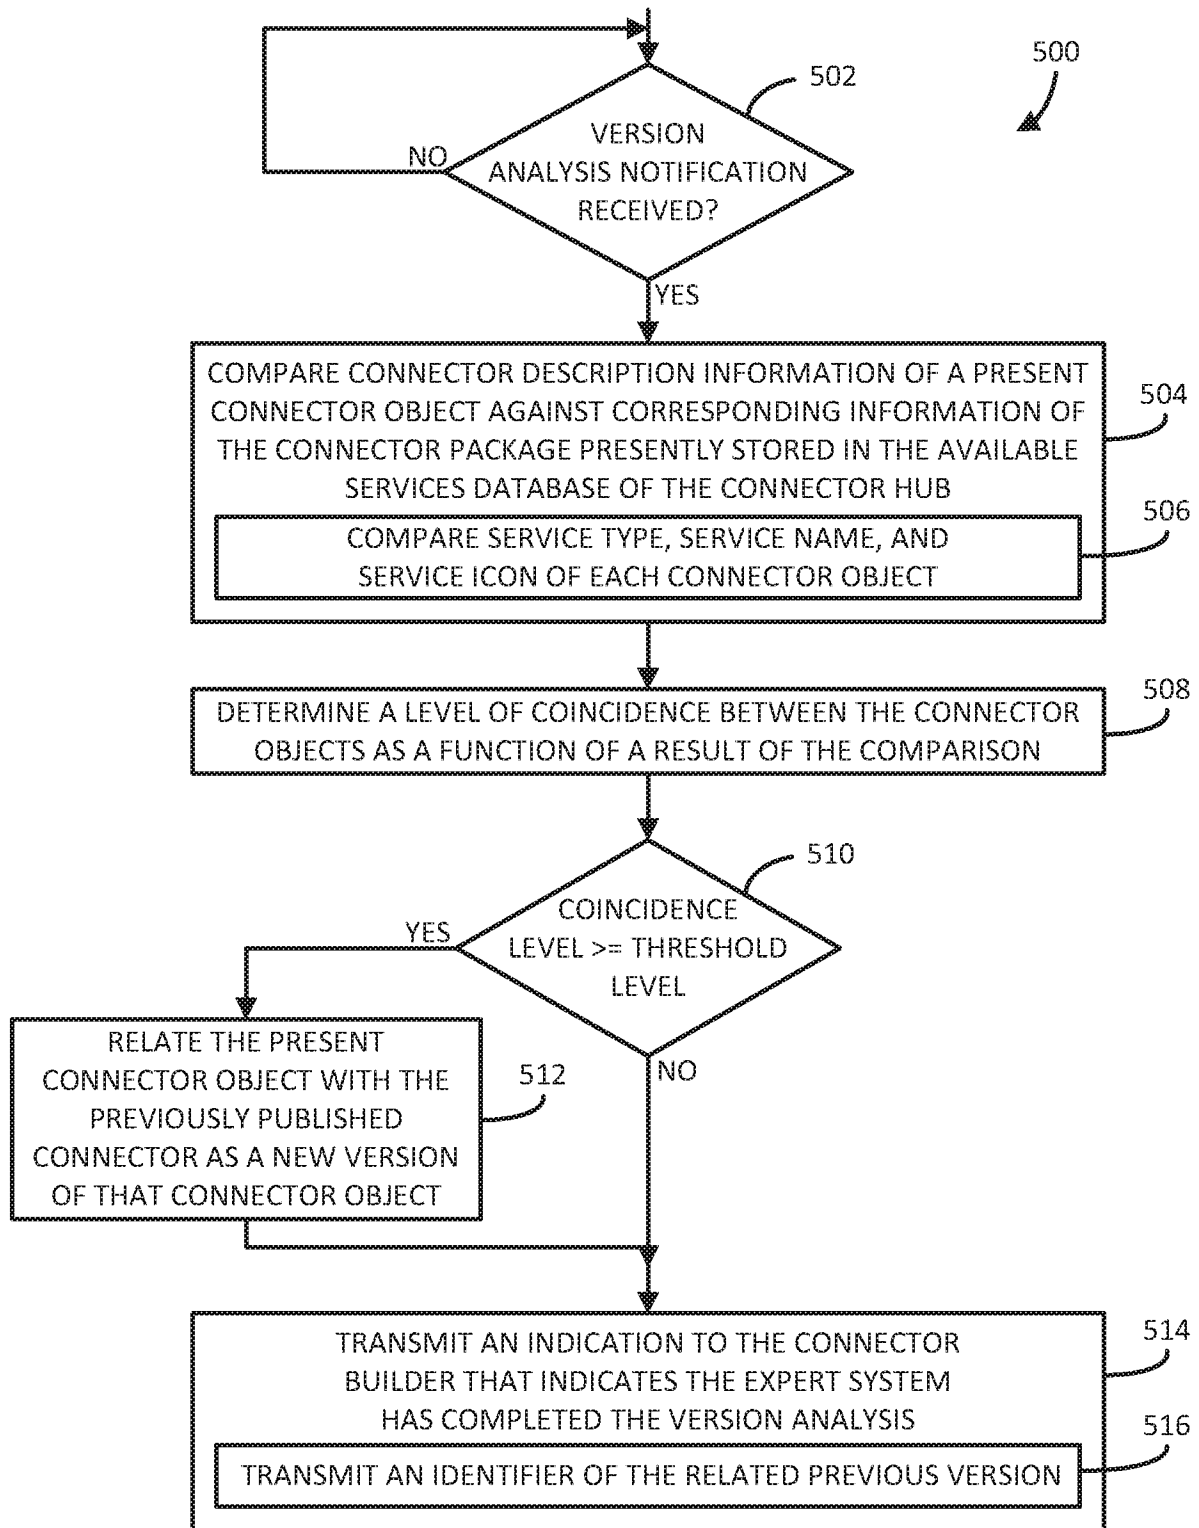 500
502
VERSION
ANALYSIS NOTIFICATION
RECEIVED?
NO
YES
COMPARE CONNECTOR DESCRIPTION INFORMATION OF A PRESENT
CONNECTOR OBJECT AGAINST CORRESPONDING INFORMATION OF
THE CONNECTOR PACKAGE PRESENTLY STORED IN THE AVAILABLE
SERVICES DATABASE OF THE CONNECTOR HUB
504
COMPARE SERVICE TYPE, SERVICE NAME, AND
SERVICE ICON OF EACH CONNECTOR OBJECT
506
DETERMINE A LEVEL OF COINCIDENCE BETWEEN THE CONNECTOR
OBJECTS AS A FUNCTION OF A RESULT OF THE COMPARISON
508
510
COINCIDENCE
LEVEL >= THRESHOLD
LEVEL
YES
NO
RELATE THE PRESENT
CONNECTOR OBJECT WITH THE
PREVIOUSLY PUBLISHED
CONNECTOR AS A NEW VERSION
OF THAT CONNECTOR OBJECT
512
TRANSMIT AN INDICATION TO THE CONNECTOR
BUILDER THAT INDICATES THE EXPERT SYSTEM
HAS COMPLETED THE VERSION ANALYSIS
514
TRANSMIT AN IDENTIFIER OF THE RELATED PREVIOUS VERSION
516